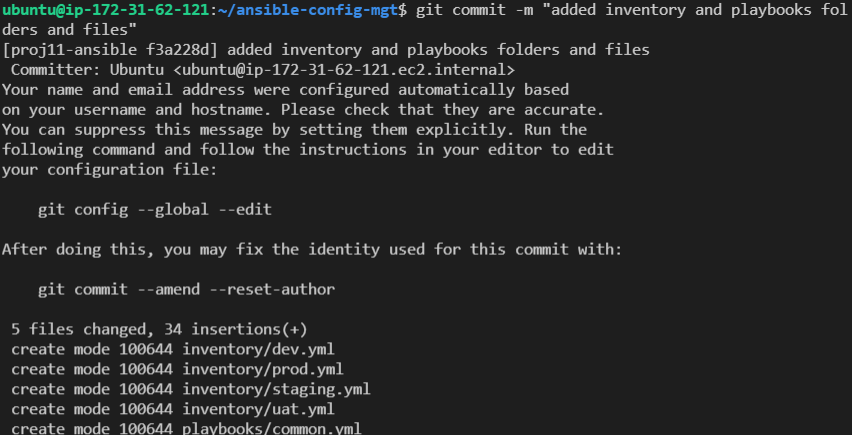 ubuntu@ip-172-31-62-121:~/ansible-config-mgt$ git commit -m "added inventory and playbooks fol
ders and files"
[proj11-ansible f3a228d] added inventory and playbooks folders and files
 Committer: Ubuntu <ubuntu@ip-172-31-62-121.ec2.internal>
Your name and email address were configured automatically based
on your username and hostname. Please check that they are accurate.
You can suppress this message by setting them explicitly. Run the
following command and follow the instructions in your editor to edit
your configuration file:

    git config --global --edit

After doing this, you may fix the identity used for this commit with:

    git commit --amend --reset-author

 5 files changed, 34 insertions(+)
 create mode 100644 inventory/dev.yml
 create mode 100644 inventory/prod.yml
 create mode 100644 inventory/staging.yml
 create mode 100644 inventory/uat.yml
 create mode 100644 playbooks/common.yml